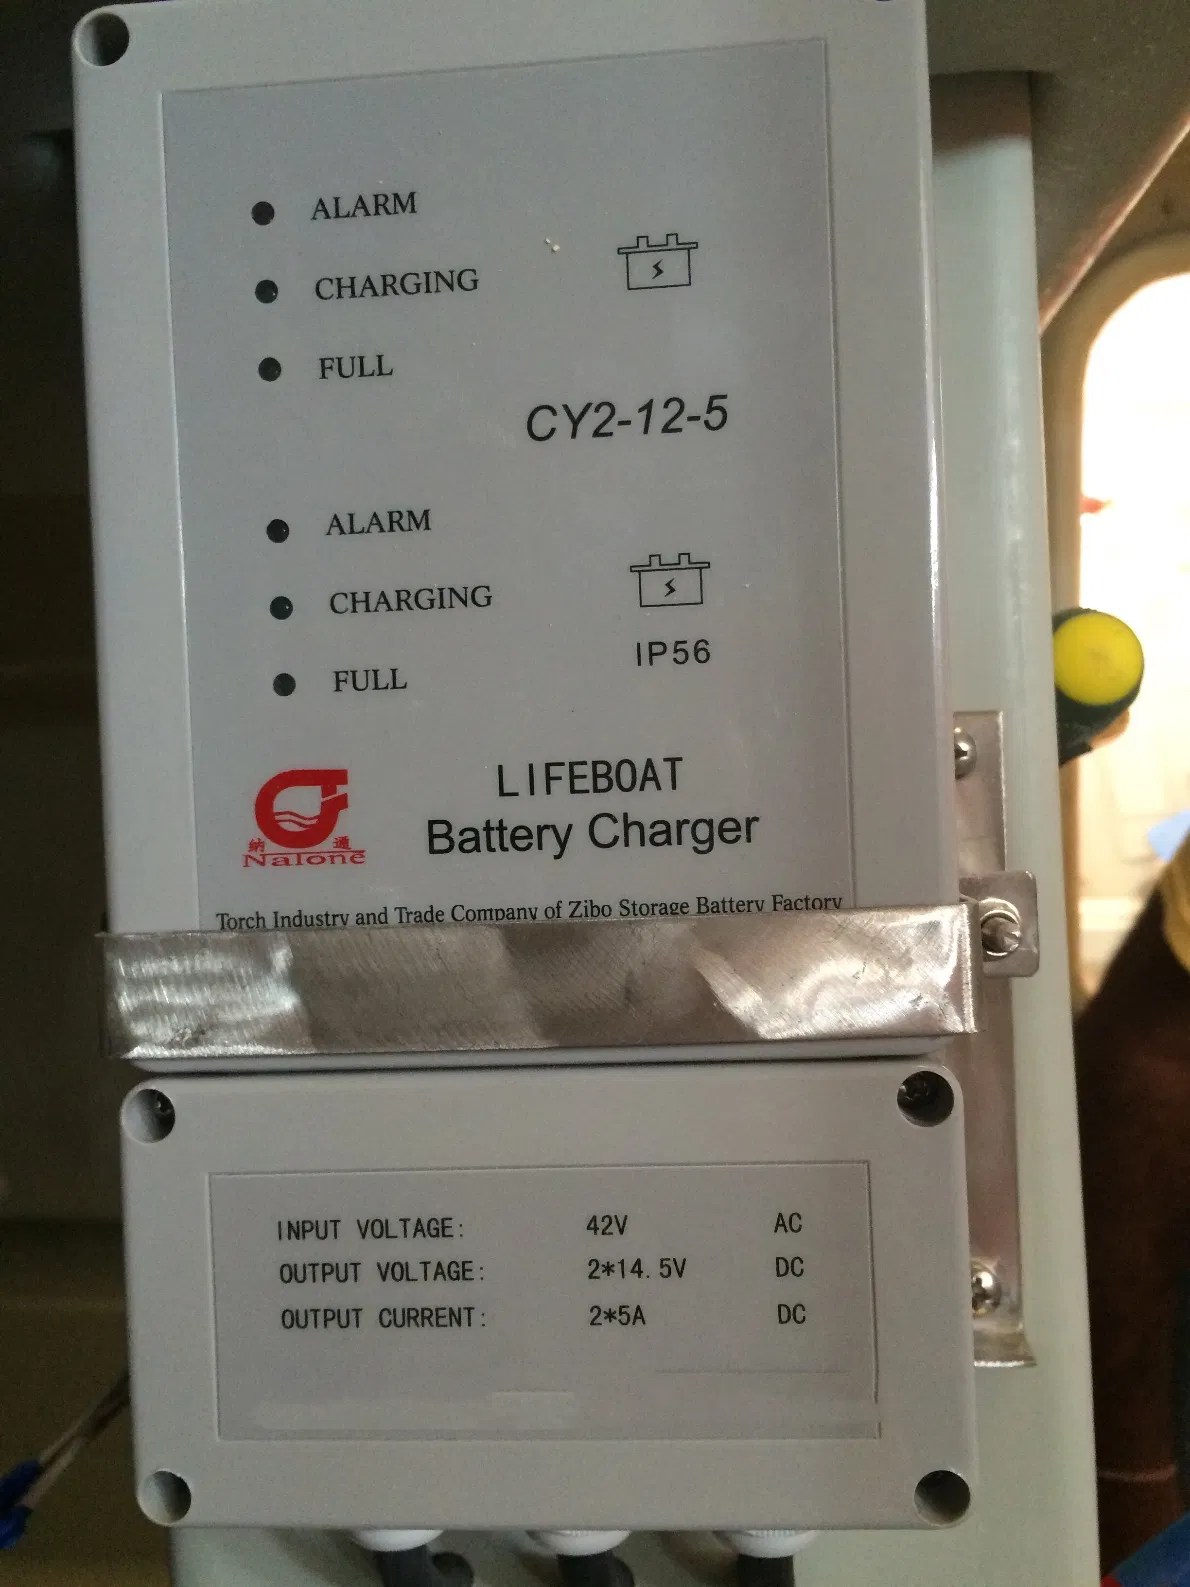 ALARM
CHARGING
FULL
CY2-12-5
ALARM
CHARGING
FULL
IP56
纳 通
Nalone
LIFEBOAT
Battery Charger
Torch Industry and Trade Company of Zibo Storage Battery Factory
INPUT VOLTAGE: 42V AC
OUTPUT VOLTAGE: 2*14.5V DC
OUTPUT CURRENT: 2*5A DC